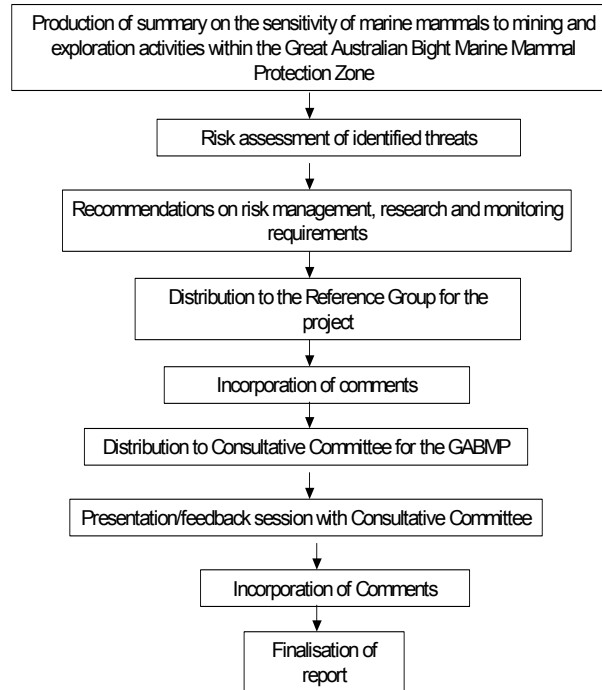 Production of summary on the sensitivity of marine mammals to mining and
exploration activities within the Great Australian Bight Marine Mammal
Protection Zone
Risk assessment of identified threats
Recommendations on risk management, research and monitoring
requirements
Distribution to the Reference Group for the
project
Incorporation of comments
Distribution to Consultative Committee for the GABMP
Presentation/feedback session with Consultative Committee
Incorporation of Comments
Finalisation of
report